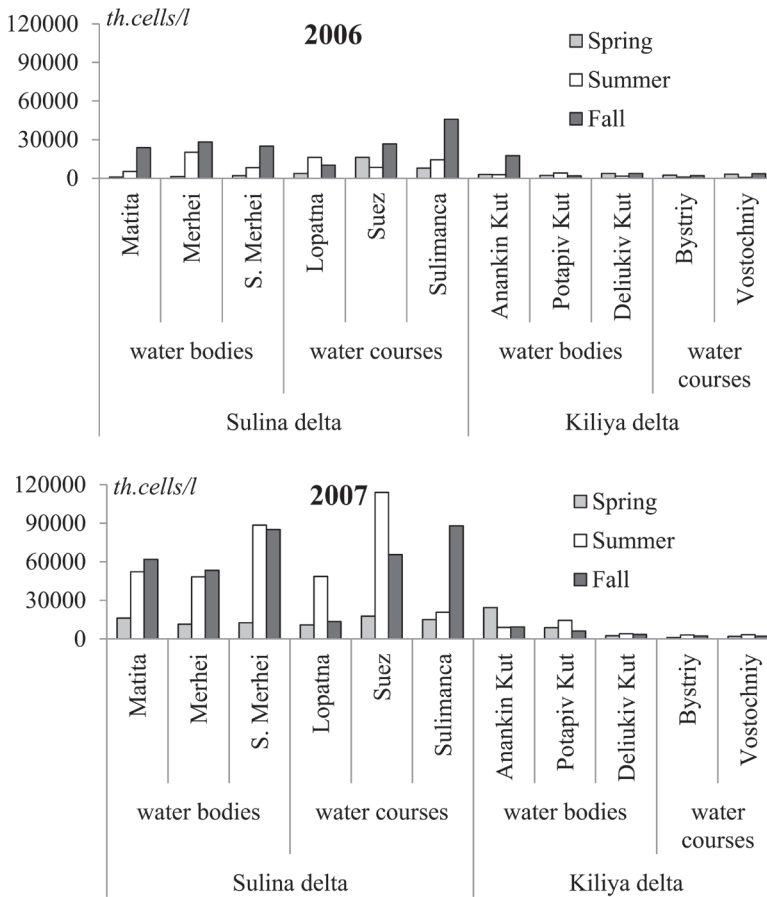 th.cells/l
2006
120000
90000
60000
30000
0
Spring
Summer
Fall
Matita
Merhei
S. Merhei
Lopatna
Suez
Sulimanca
Anankin Kut
Potapiv Kut
Deliukiv Kut
Bystriy
Vostochniy
water bodies
water courses
water bodies
water
courses
Sulina delta
Kiliya delta
th.cells/l
2007
120000
90000
60000
30000
0
Spring
Summer
Fall
Matita
Merhei
S. Merhei
Lopatna
Suez
Sulimanca
Anankin Kut
Potapiv Kut
Deliukiv Kut
Bystriy
Vostochniy
water bodies
water courses
water bodies
water
courses
Sulina delta
Kiliya delta